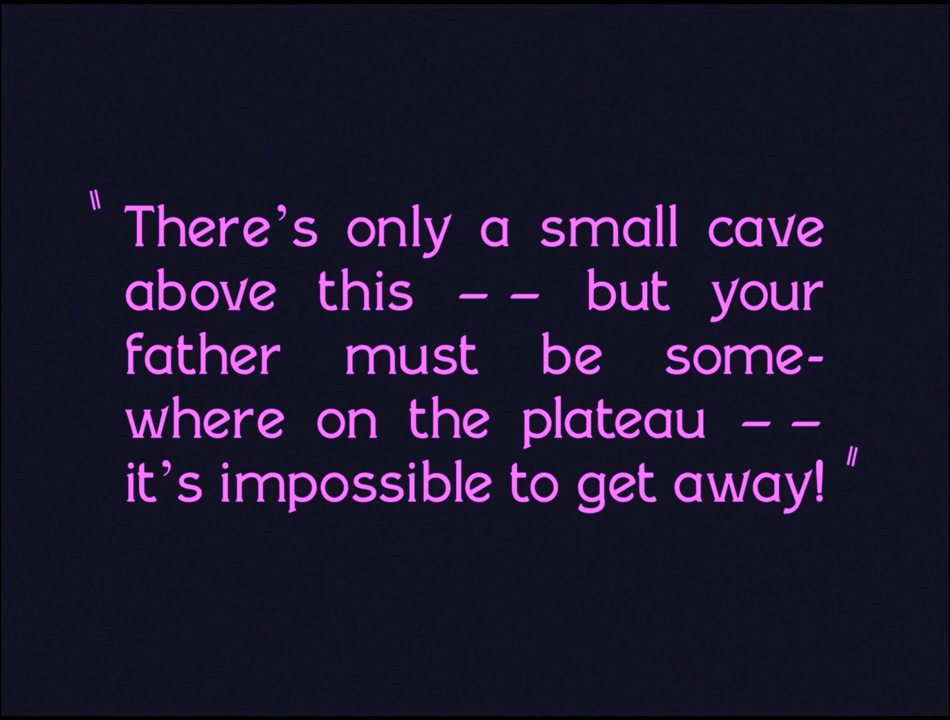 "There's only a small cave
above this -- but your
father must be some-
where on the plateau --
it's impossible to get away!"